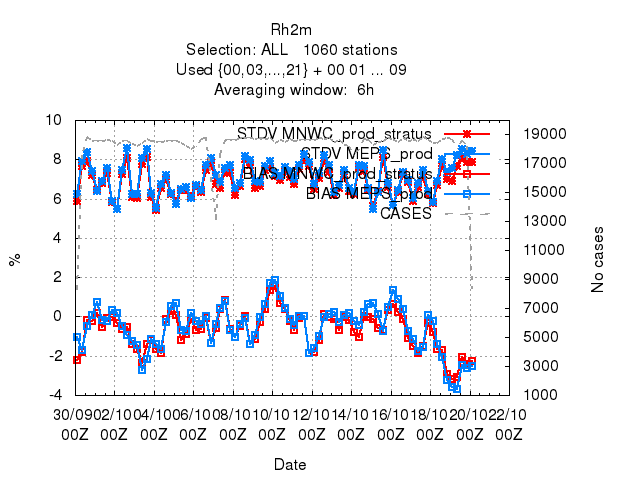 Rh2m
Selection: ALL   1060 stations
Used {00,03,...,21} + 00 01 ... 09
Averaging window:  6h
STDV MNWC_prod_stratus
STDV MEPS_prod
BIAS MNWC_prod_status
BIAS MEPS_prod
CASES
10
8
6
4
2
0
-2
-4
%
19000
17000
15000
13000
11000
9000
7000
5000
3000
1000
No cases
30/09 02/10 04/10 06/10 08/10 10/10 12/10 14/10 16/10 18/10 20/10 22/10
00Z 00Z 00Z 00Z 00Z 00Z 00Z 00Z 00Z 00Z 00Z 00Z
Date